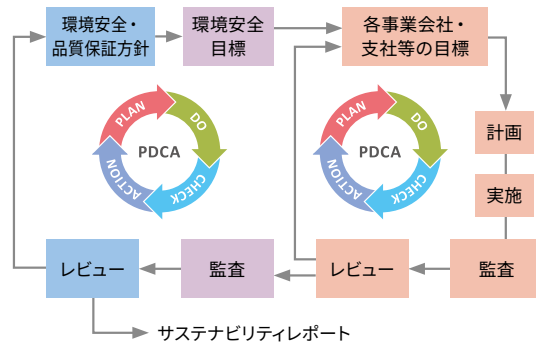 環境安全・
品質保証方針
環境安全
目標
各事業会社・
支社等の目標
PLAN
DO
PDCA
CHECK
ACTION
PLAN
DO
PDCA
CHECK
ACTION
計画
実施
レビュー
監査
レビュー
監査
サステナビリティレポート